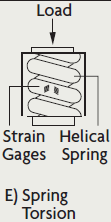 Load
Strain Helical
Gages Spring
E) Spring
Torsion